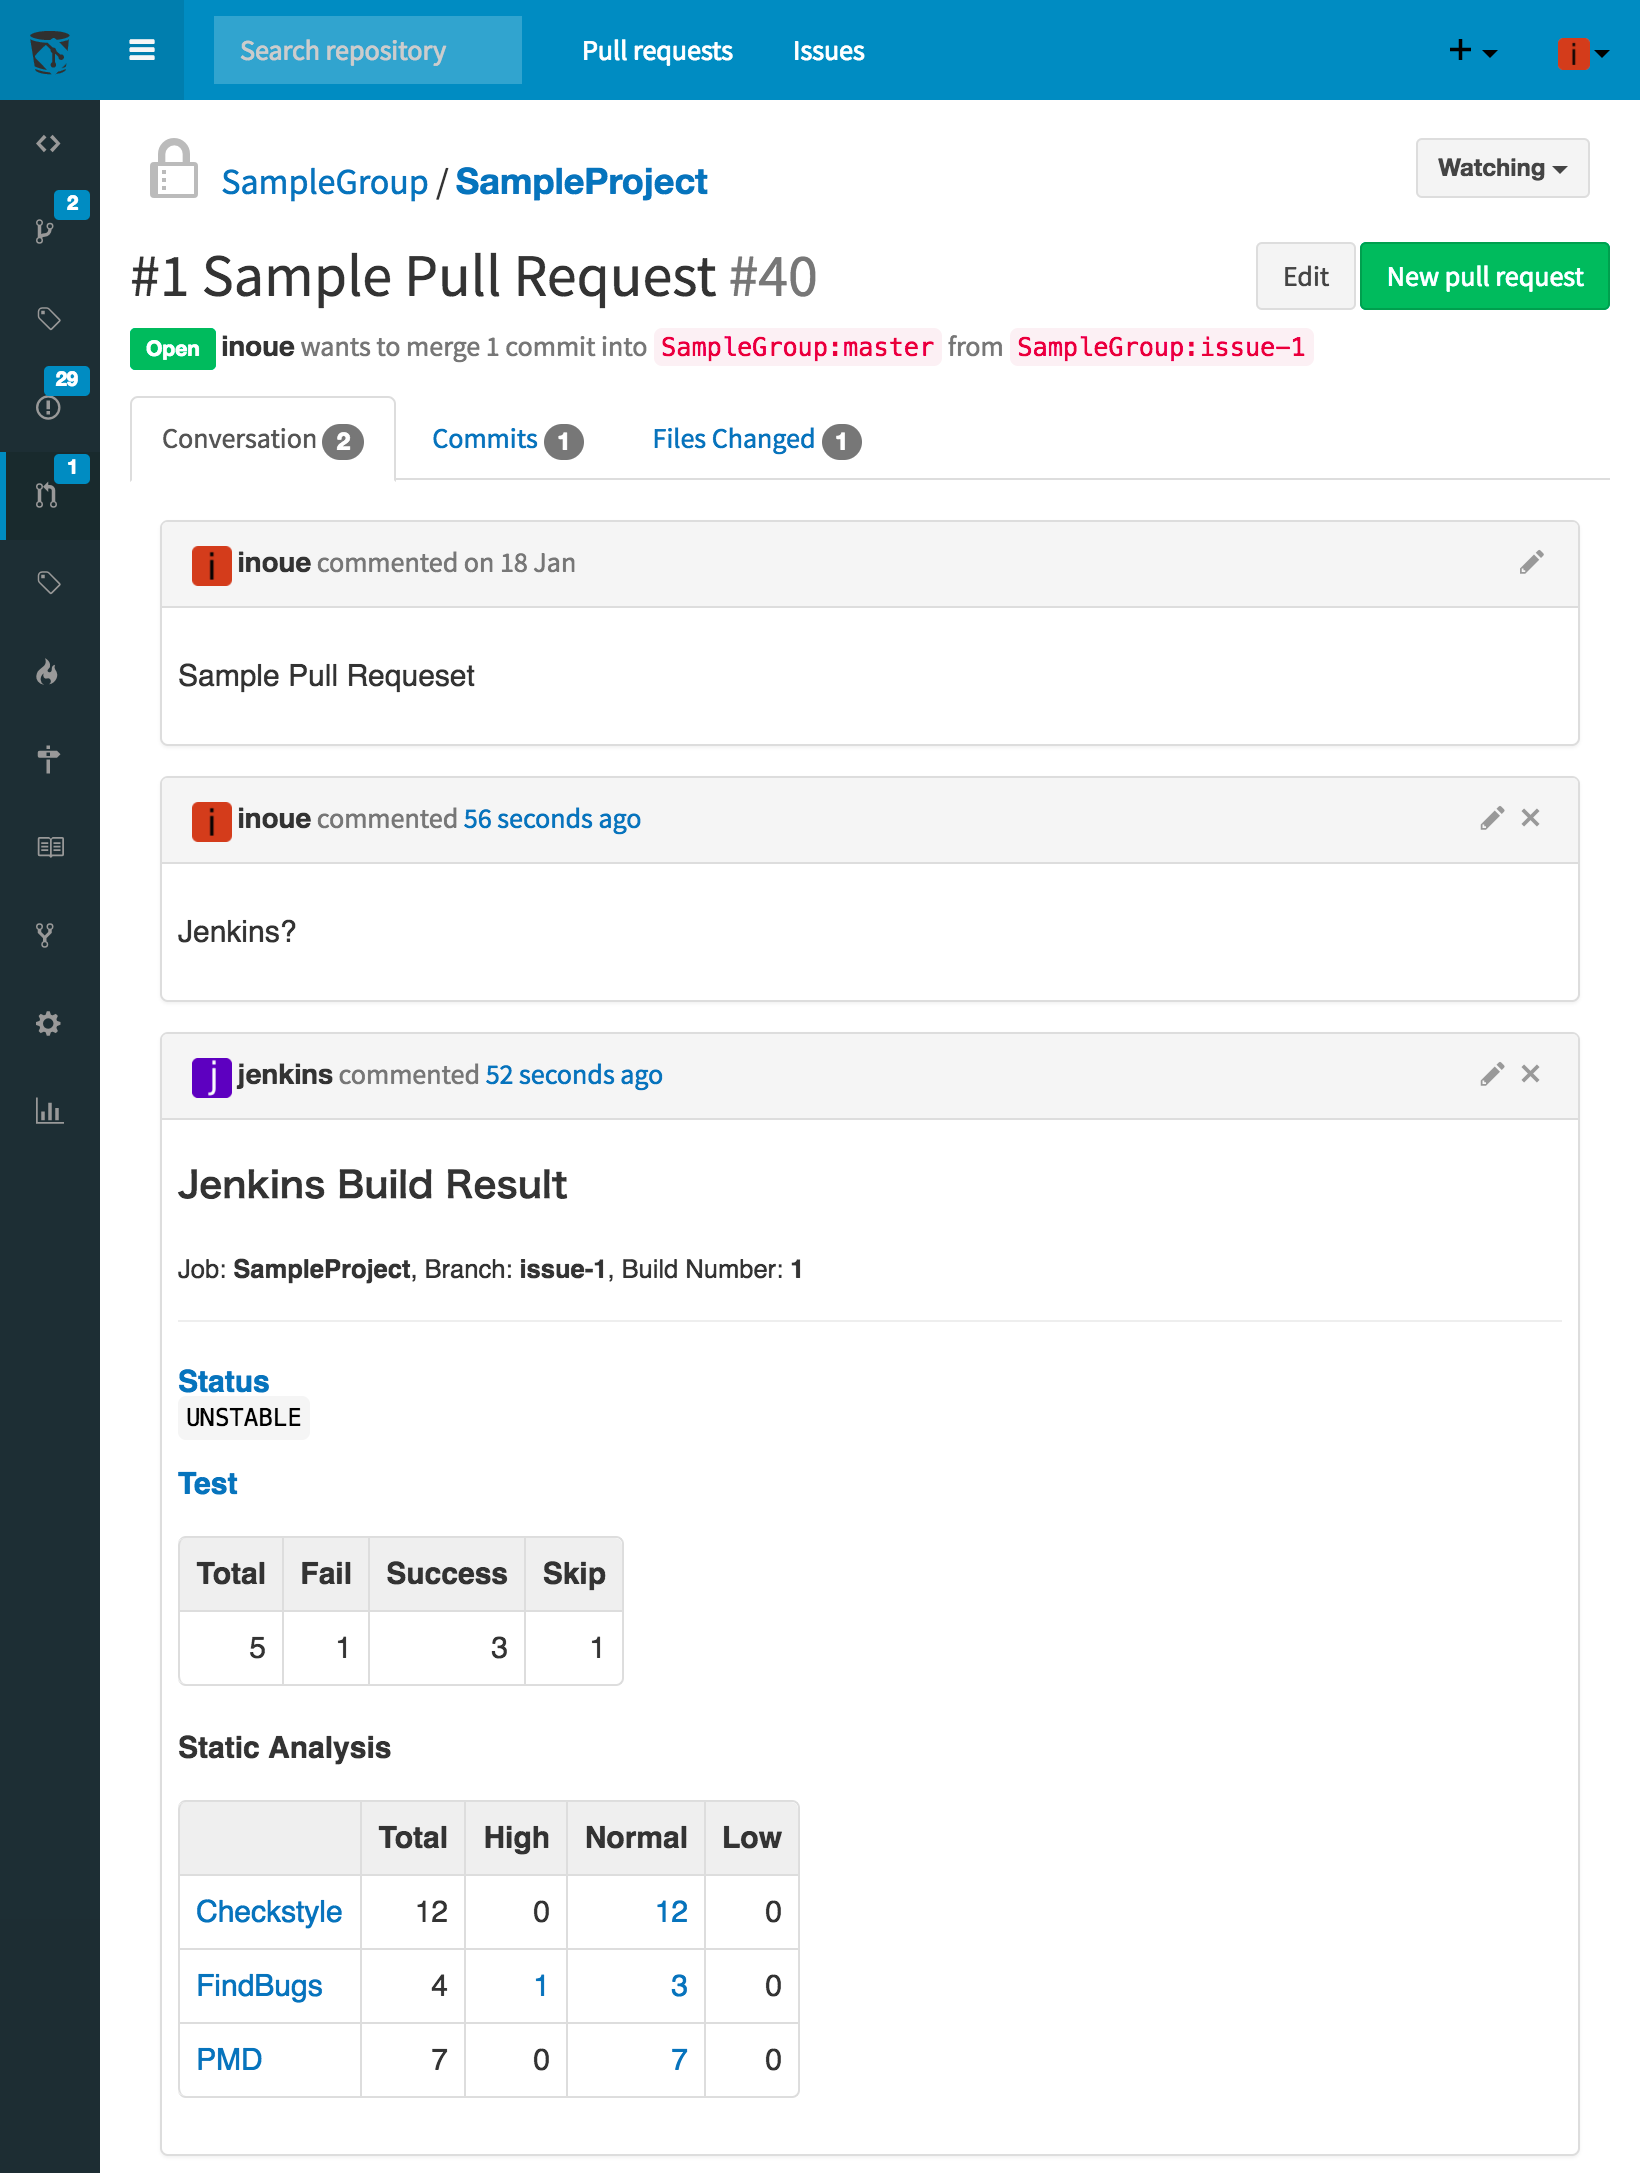 Search repository Pull requests Issues + i
SampleGroup / SampleProject Watching
2
#1 Sample Pull Request #40 Edit New pull request
Open inoue wants to merge 1 commit into SampleGroup:master from SampleGroup:issue-1
29
Conversation 2 Commits 1 Files Changed 1
1
i inoue commented on 18 Jan
Sample Pull Requeset
i inoue commented 56 seconds ago
Jenkins?
j jenkins commented 52 seconds ago
Jenkins Build Result
Job: SampleProject, Branch: issue-1, Build Number: 1
Status
UNSTABLE
Test
Total Fail Success Skip
5 1 3 1
Static Analysis
Total High Normal Low
Checkstyle 12 0 12 0
FindBugs 4 1 3 0
PMD 7 0 7 0